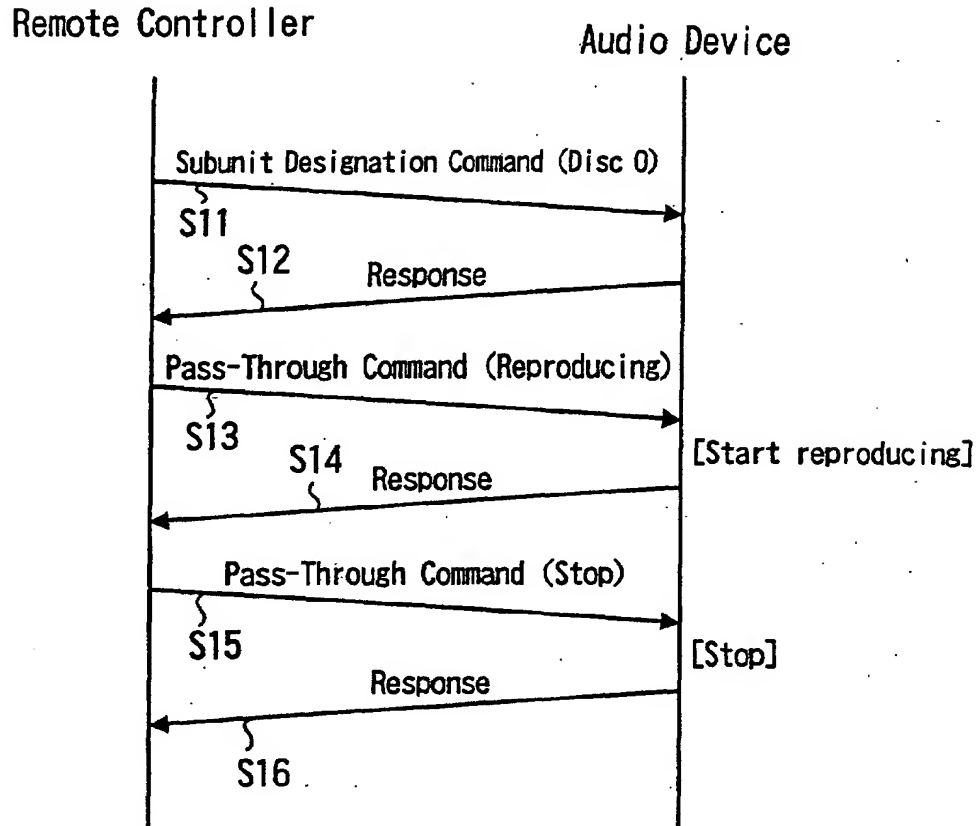 Remote Controller
Audio Device
Subunit Designation Command (Disc 0)
S11
S12
Response
Pass-Through Command (Reproducing)
S13
[Start reproducing]
S14
Response
Pass-Through Command (Stop)
S15
[Stop]
Response
S16